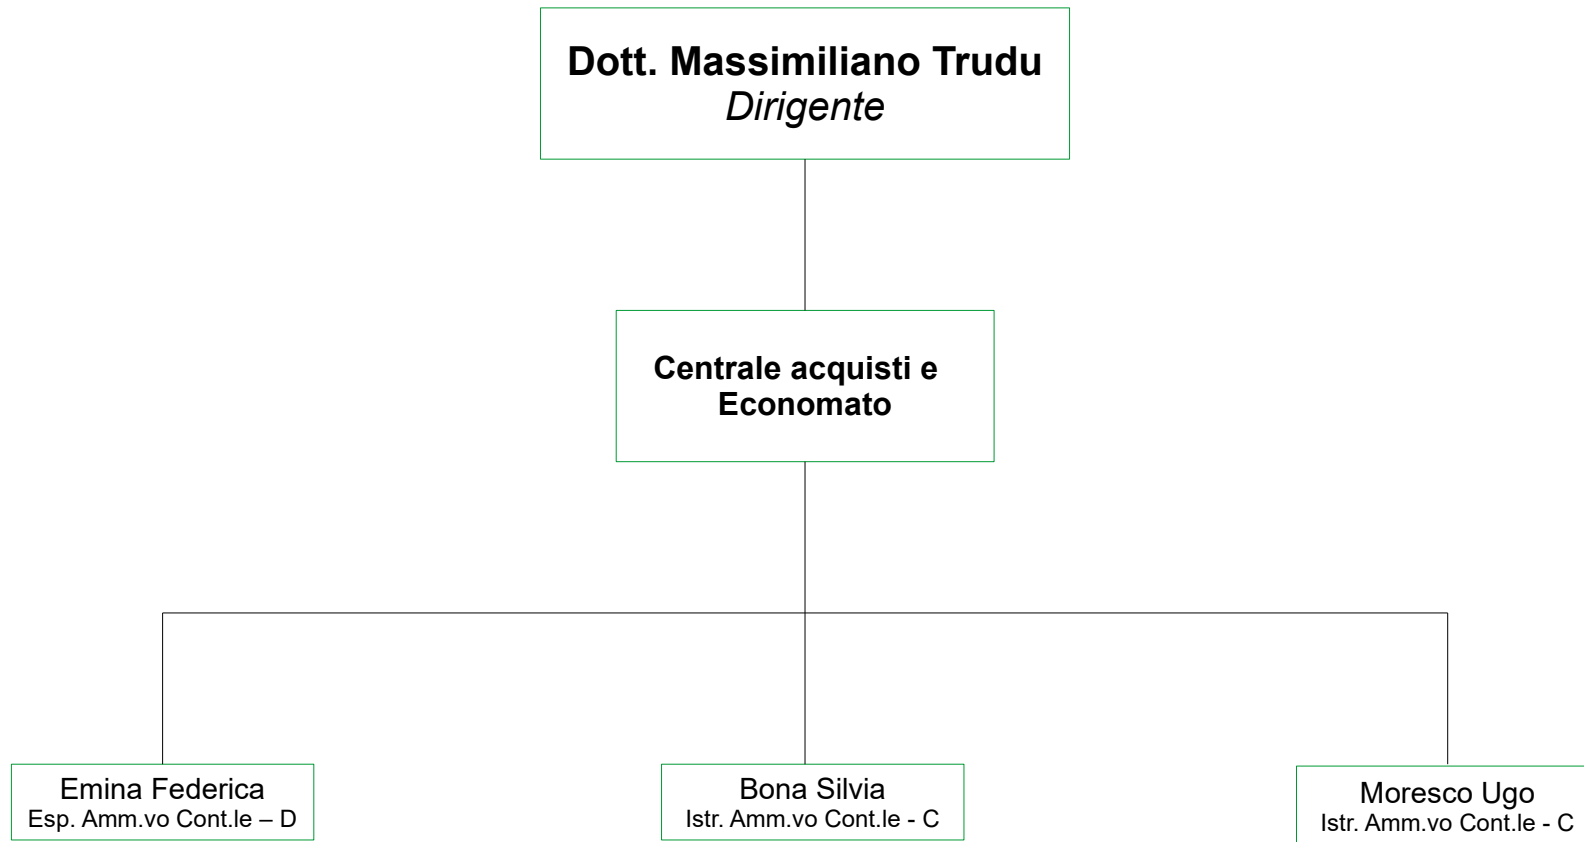 Dott. Massimiliano Trudu
Dirigente
Centrale acquisti e
Economato
Emina Federica
Esp. Amm.vo Cont.le – D
Bona Silvia
Istr. Amm.vo Cont.le - C
Moresco Ugo
Istr. Amm.vo Cont.le - C